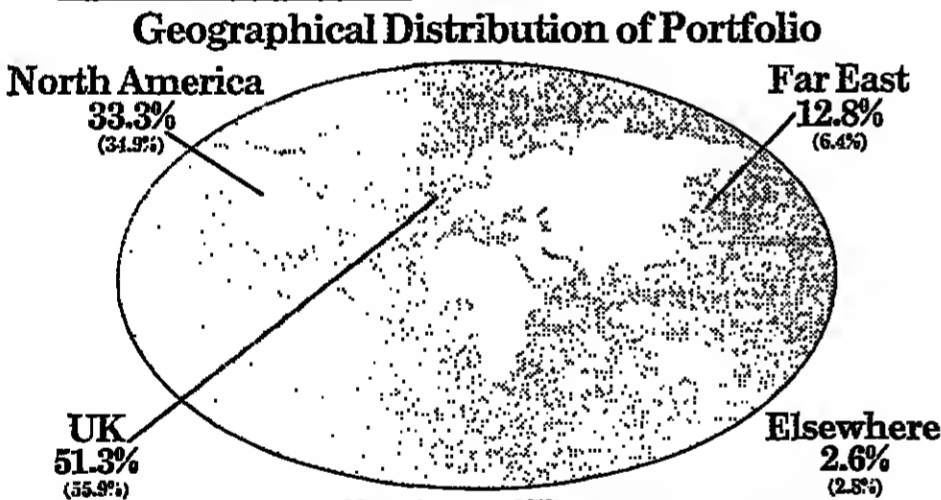 Geographical Distribution of Portfolio
North America
33.3%
(34.9%)
Far East
12.8%
(6.4%)
UK
51.3%
(55.9%)
Elsewhere
2.6%
(2.8%)